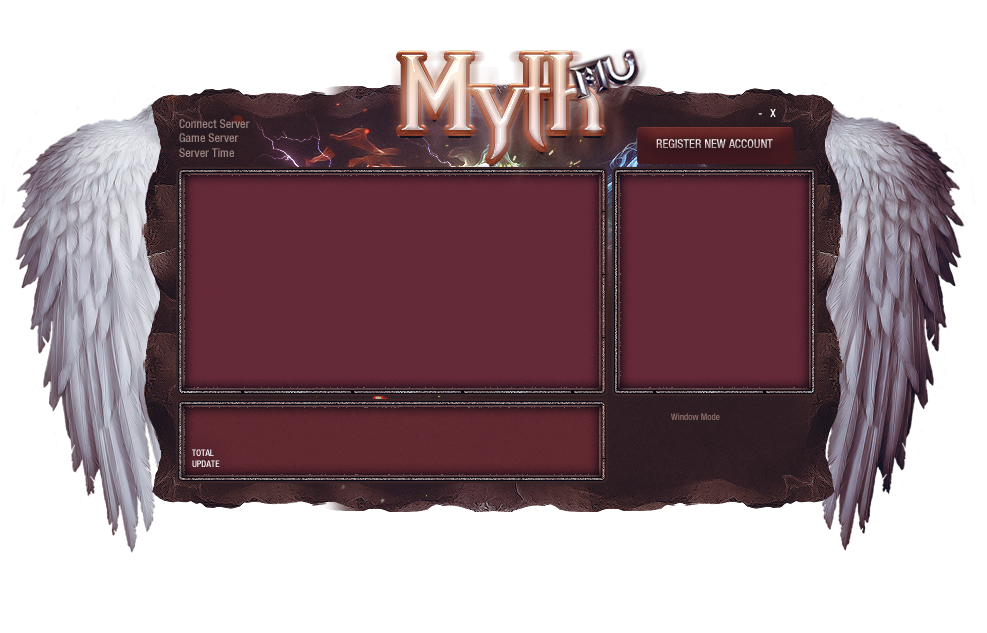 Myth MU
Connect Server
Game Server
Server Time
- X
REGISTER NEW ACCOUNT
Window Mode
TOTAL
UPDATE